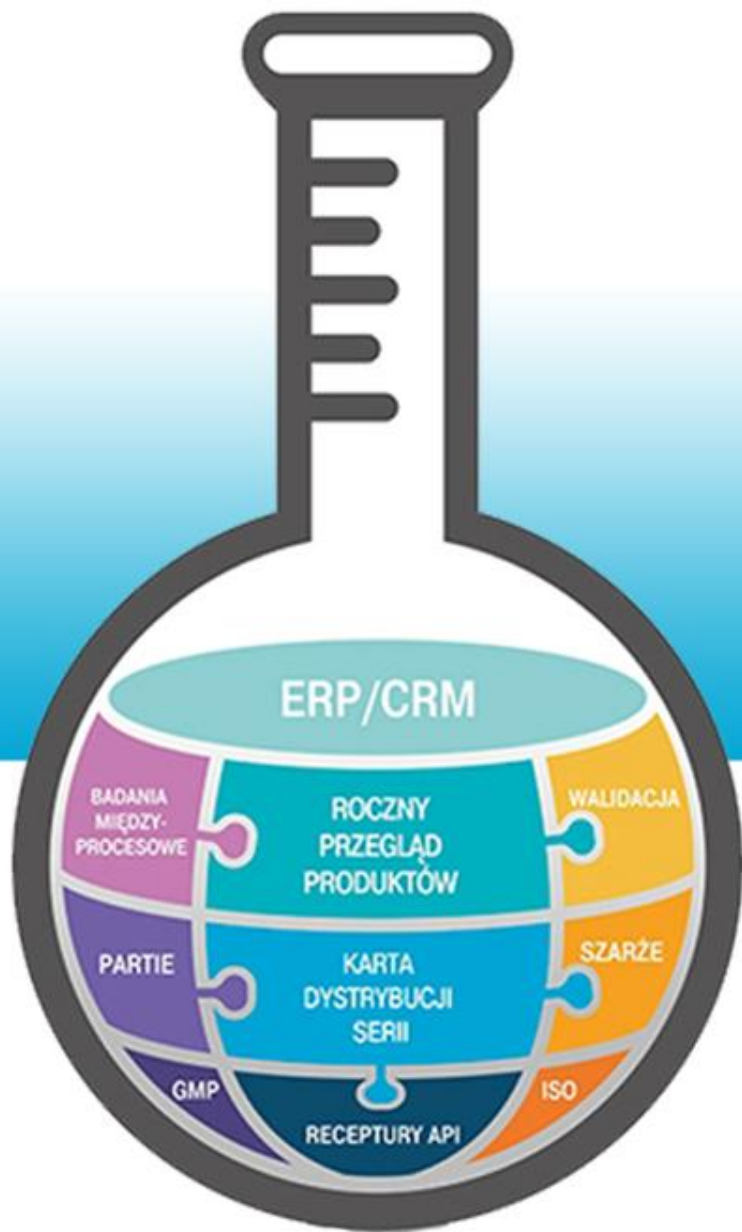 ERP/CRM
BADANIA
MIĘDZY-
PROCESOWE
ROCZNY
PRZEGLĄD
PRODUKTÓW
WALIDACJA
PARTIE
KARTA
DYSTRYBUCJI
SERII
SZARŻE
GMP
RECEPTURY API
ISO